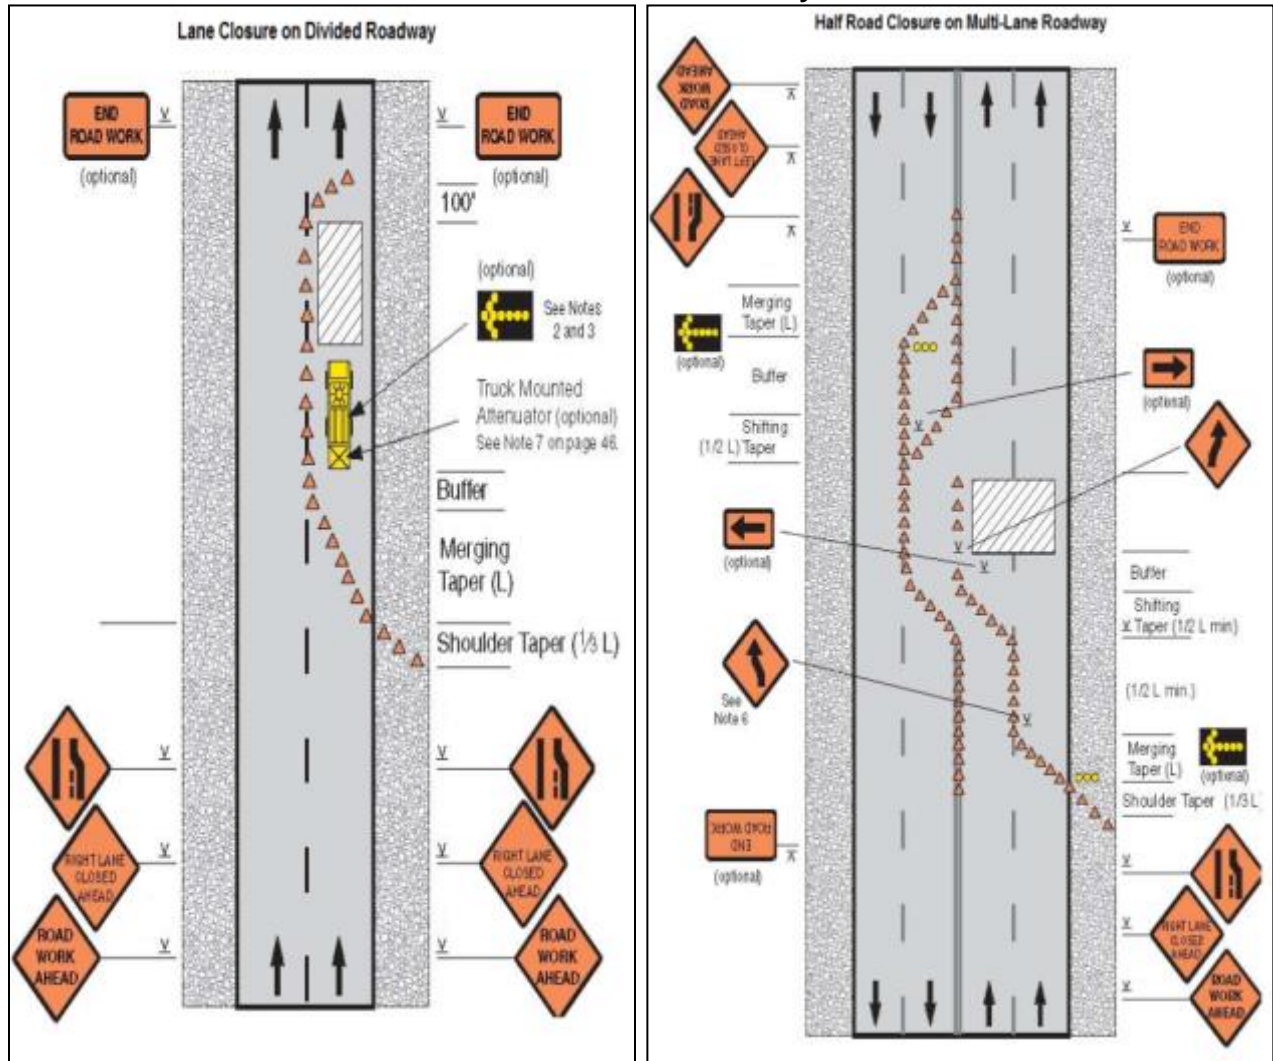 Lane Closure on Divided Roadway
END
ROAD WORK
(optional)
END
ROAD WORK
(optional)
100'
(optional)
See Notes
2 and 3
Truck Mounted
Attenuator (optional)
See Note 7 on page 46.
Buffer
Merging
Taper (L)
Shoulder Taper (⅓ L)
RIGHT LANE
CLOSED
AHEAD
RIGHT LANE
CLOSED
AHEAD
ROAD
WORK
AHEAD
ROAD
WORK
AHEAD
Half Road Closure on Multi-Lane Roadway
ROAD
WORK
AHEAD
LEFT LANE
CLOSED
AHEAD
END
ROAD WORK
(optional)
Merging
Taper (L)
(optional)
Buffer
(optional)
Shifting
(1/2 L) Taper
(optional)
Buffer
Shifting
Taper (1/2 L min)
See
Note 6
(1/2 L min.)
Merging
Taper (L)
(optional)
Shoulder Taper (1/3 L
END
ROAD WORK
(optional)
RIGHT LANE
CLOSED
AHEAD
ROAD
WORK
AHEAD